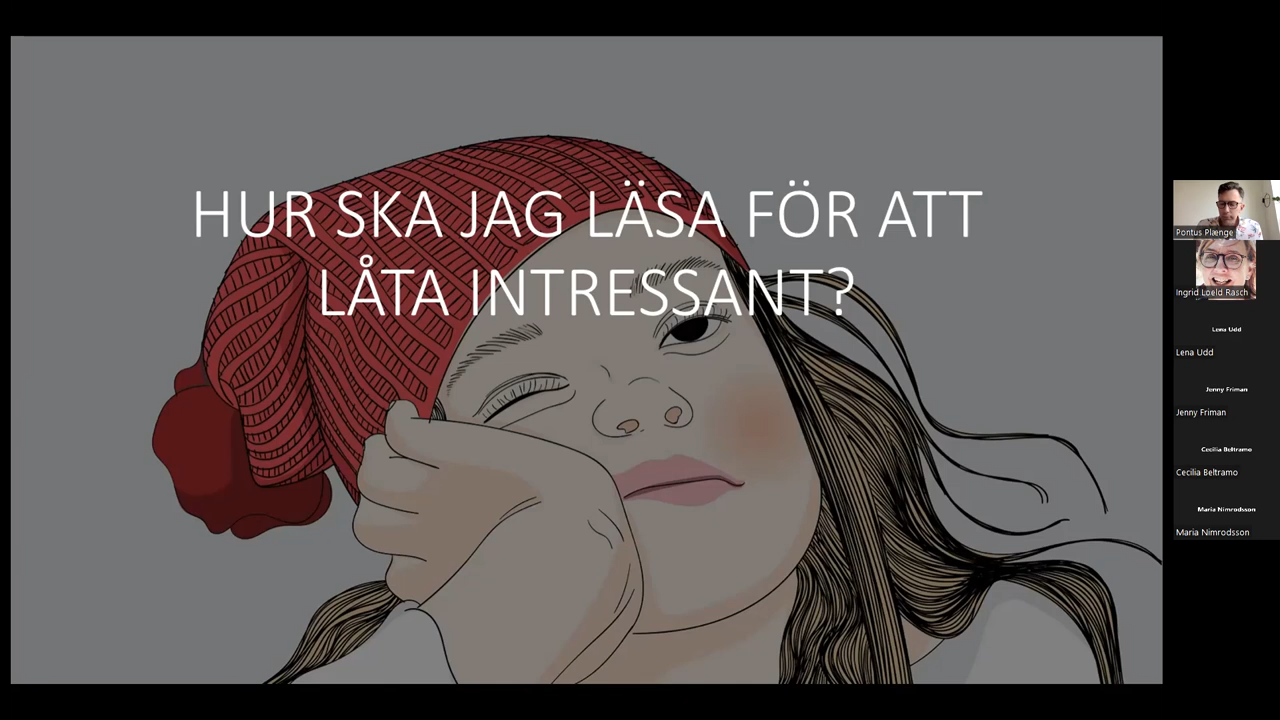 HUR SKA JAG LÄSA FÖR ATT
LÅTA INTRESSANT?
Pontus Plænge
Ingrid Loeld Rasch
Lena Udd
Lena Udd
Jenny Friman
Jenny Friman
Cecilia Beltramo
Cecilia Beltramo
Maria Nimrodsson
Maria Nimrodsson